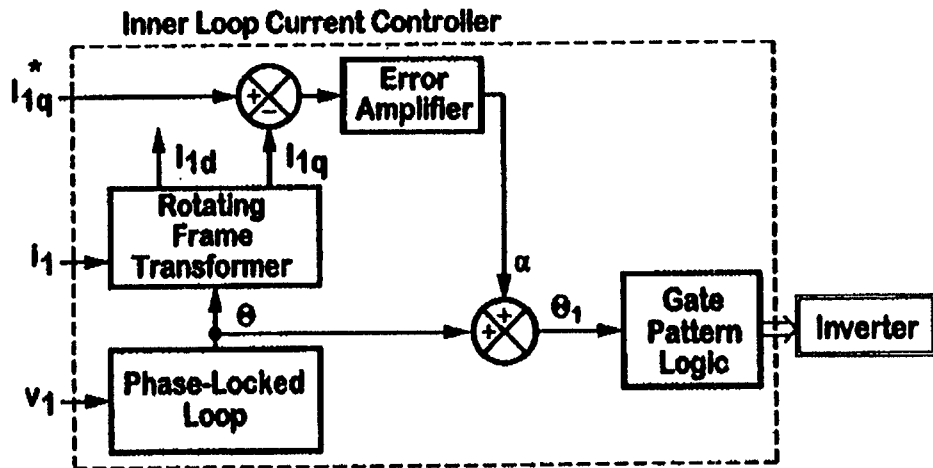 Inner Loop Current Controller
I*1q
+
−
Error
Amplifier
I1d
I1q
Rotating
Frame
Transformer
i1
α
Θ
+
+
Θ1
Gate
Pattern
Logic
Inverter
Phase-Locked
Loop
v1